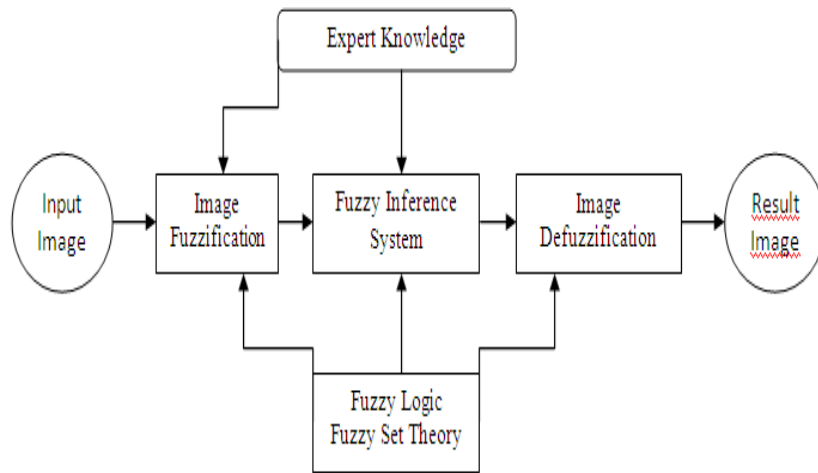 Expert Knowledge
Input
Image
Image
Fuzzification
Fuzzy Inference
System
Image
Defuzzification
Result
Image
Fuzzy Logic
Fuzzy Set Theory